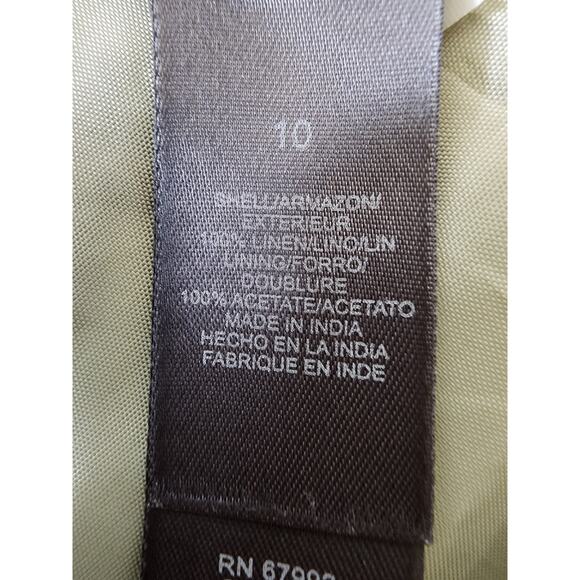 10
SHELL/ARMAZON/
EXTERIEUR
100% LINEN/LINO/LIN
LINING/FORRO/
DOUBLURE
100% ACETATE/ACETATO
MADE IN INDIA
HECHO EN LA INDIA
FABRIQUE EN INDE
RN